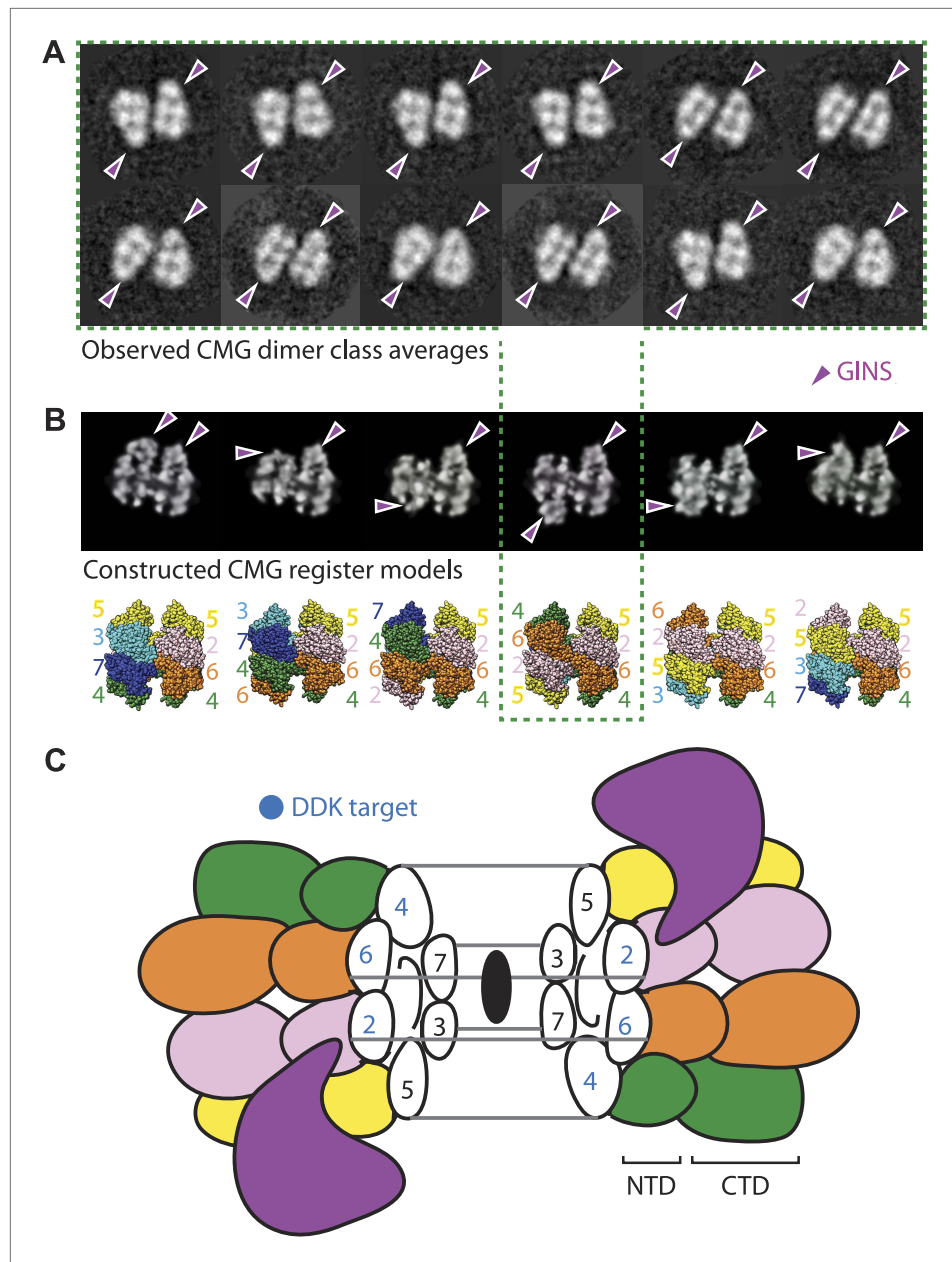 A
Observed CMG dimer class averages
GINS
B
Constructed CMG register models
5 3 7 4 5 2 6 4
3 7 4 6 5 2 6 4
7 4 6 2 5 2 6 4
4 6 2 5 5 2 6 4
6 2 5 3 5 2 6 4
2 5 3 7 5 2 6 4
C
DDK target
4 5
6 7 3 2
2 3 7 6
5 4
NTD CTD